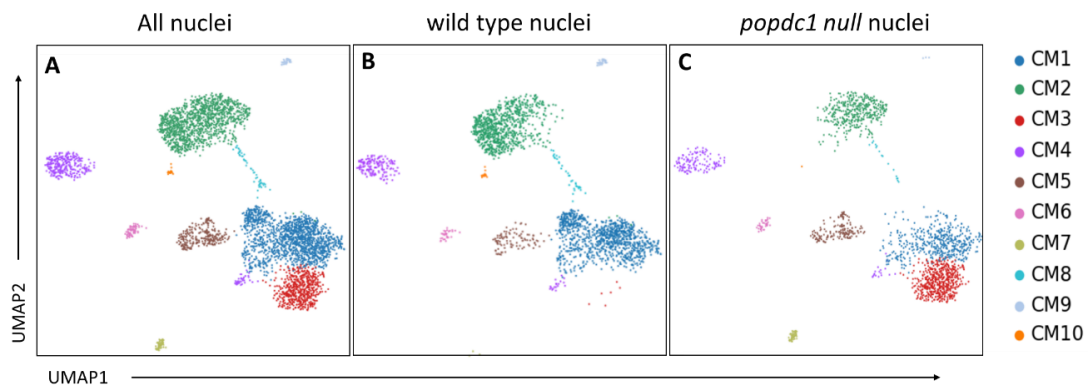 All nuclei
wild type nuclei
popdc1 null nuclei
A
B
C
CM1
CM2
CM3
CM4
CM5
CM6
CM7
CM8
CM9
CM10
UMAP2
UMAP1